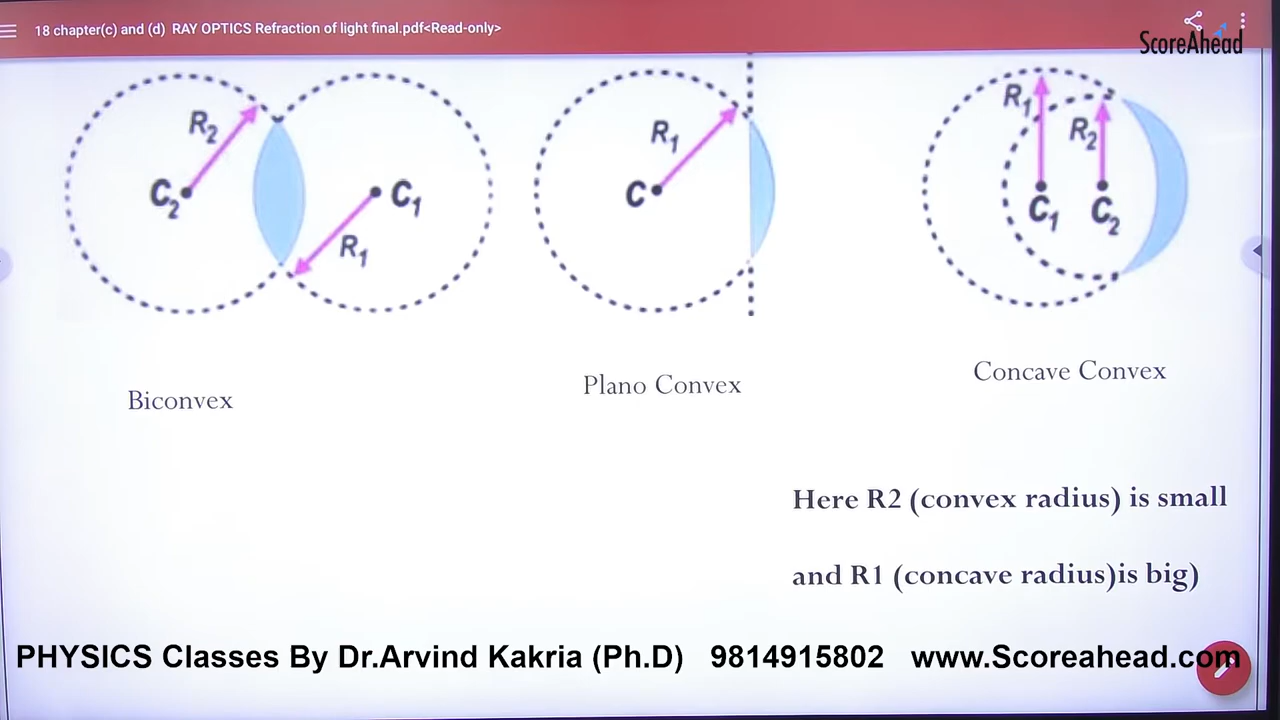 18 chapter(c) and (d) RAY OPTICS Refraction of light final.pdf<Read-only>
ScoreAhead
R2
C2
C1
R1
R1
C
R1
R2
C1
C2
Biconvex
Plano Convex
Concave Convex
Here R2 (convex radius) is small
and R1 (concave radius)is big)
PHYSICS Classes By Dr.Arvind Kakria (Ph.D) 9814915802 www.Scoreahead.com